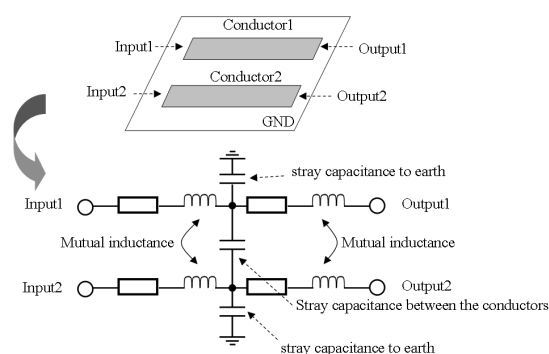 Conductor1
Input1
Output1
Conductor2
Input2
Output2
GND
stray capacitance to earth
Input1
Output1
Mutual inductance
Mutual inductance
Input2
Output2
Stray capacitance between the conductors
stray capacitance to earth